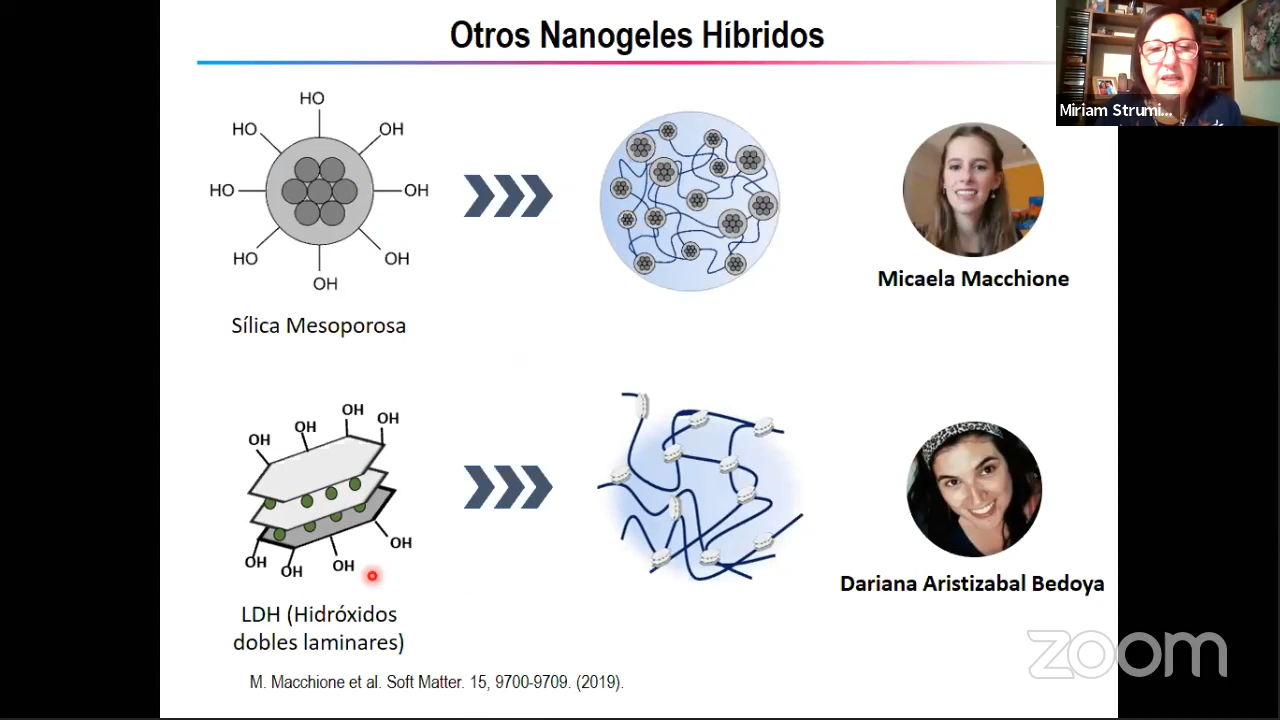 Otros Nanogeles Híbridos
Miriam Strumi...
HO
HO
OH
HO
OH
HO
OH
OH
Sílica Mesoporosa
Micaela Macchione
OH
OH
OH
OH
OH
OH
OH
OH
LDH (Hidróxidos
dobles laminares)
Dariana Aristizabal Bedoya
zoom
M. Macchione et al. Soft Matter. 15, 9700-9709. (2019).